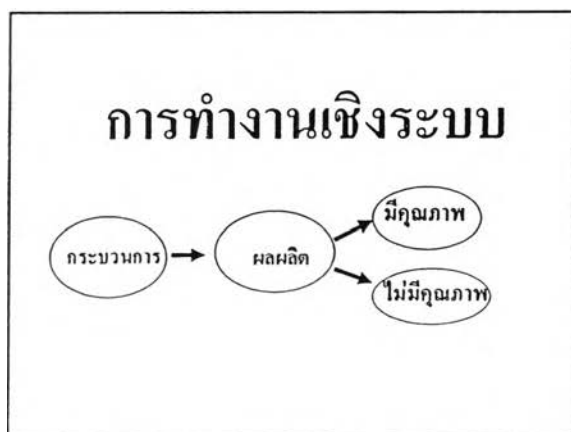 การทำงานเชิงระบบ
กระบวนการ
ผลผลิต
มีคุณภาพ
ไม่มีคุณภาพ